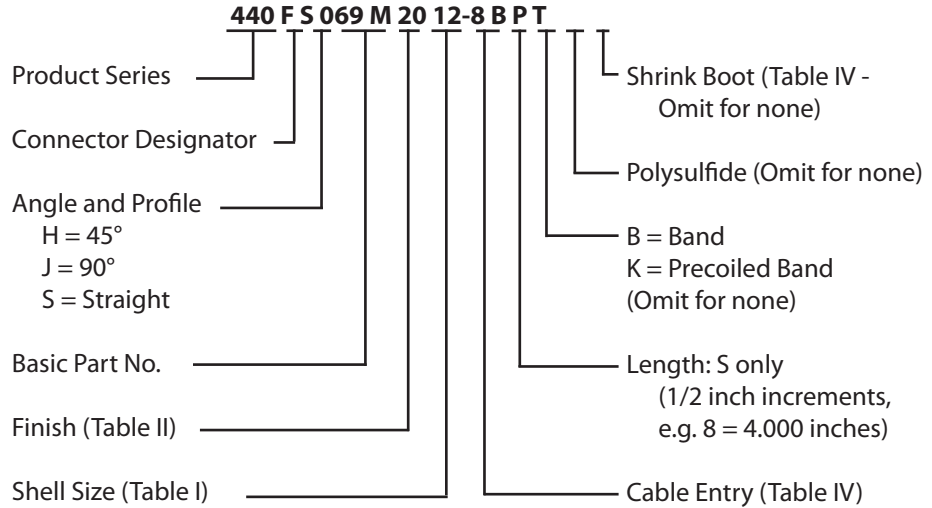 440 F S 069 M 20 12-8 B P T
Product Series
Connector Designator
Angle and Profile
H = 45°
J = 90°
S = Straight
Basic Part No.
Finish (Table II)
Shell Size (Table I)
Shrink Boot (Table IV -
Omit for none)
Polysulfide (Omit for none)
B = Band
K = Precoiled Band
(Omit for none)
Length: S only
(1/2 inch increments,
e.g. 8 = 4.000 inches)
Cable Entry (Table IV)